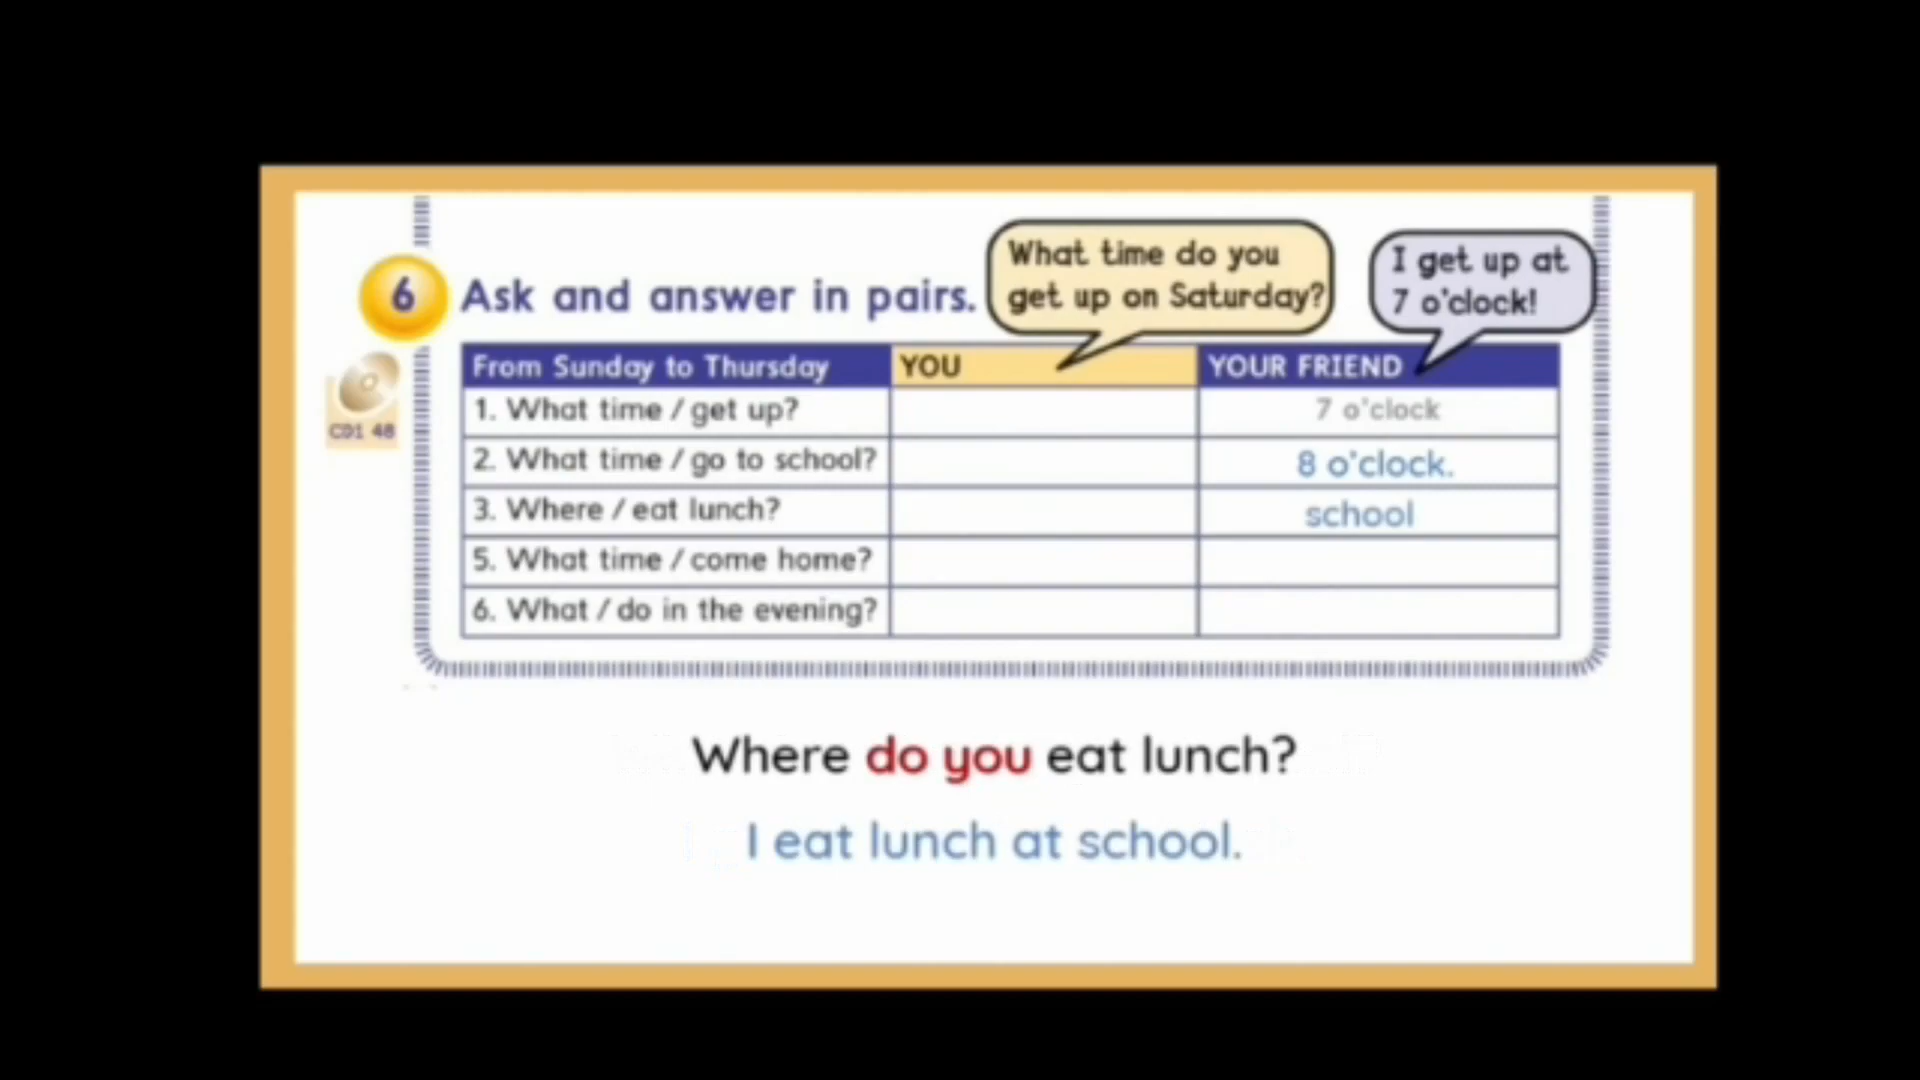 What time do you
get up on Saturday?
I get up at
7 o'clock!
6 Ask and answer in pairs.
CD1 48
From Sunday to Thursday YOU YOUR FRIEND
1. What time / get up? 7 o'clock
2. What time / go to school? 8 o'clock.
3. Where / eat lunch? school
5. What time / come home?
6. What / do in the evening?
Where do you eat lunch?
I eat lunch at school.